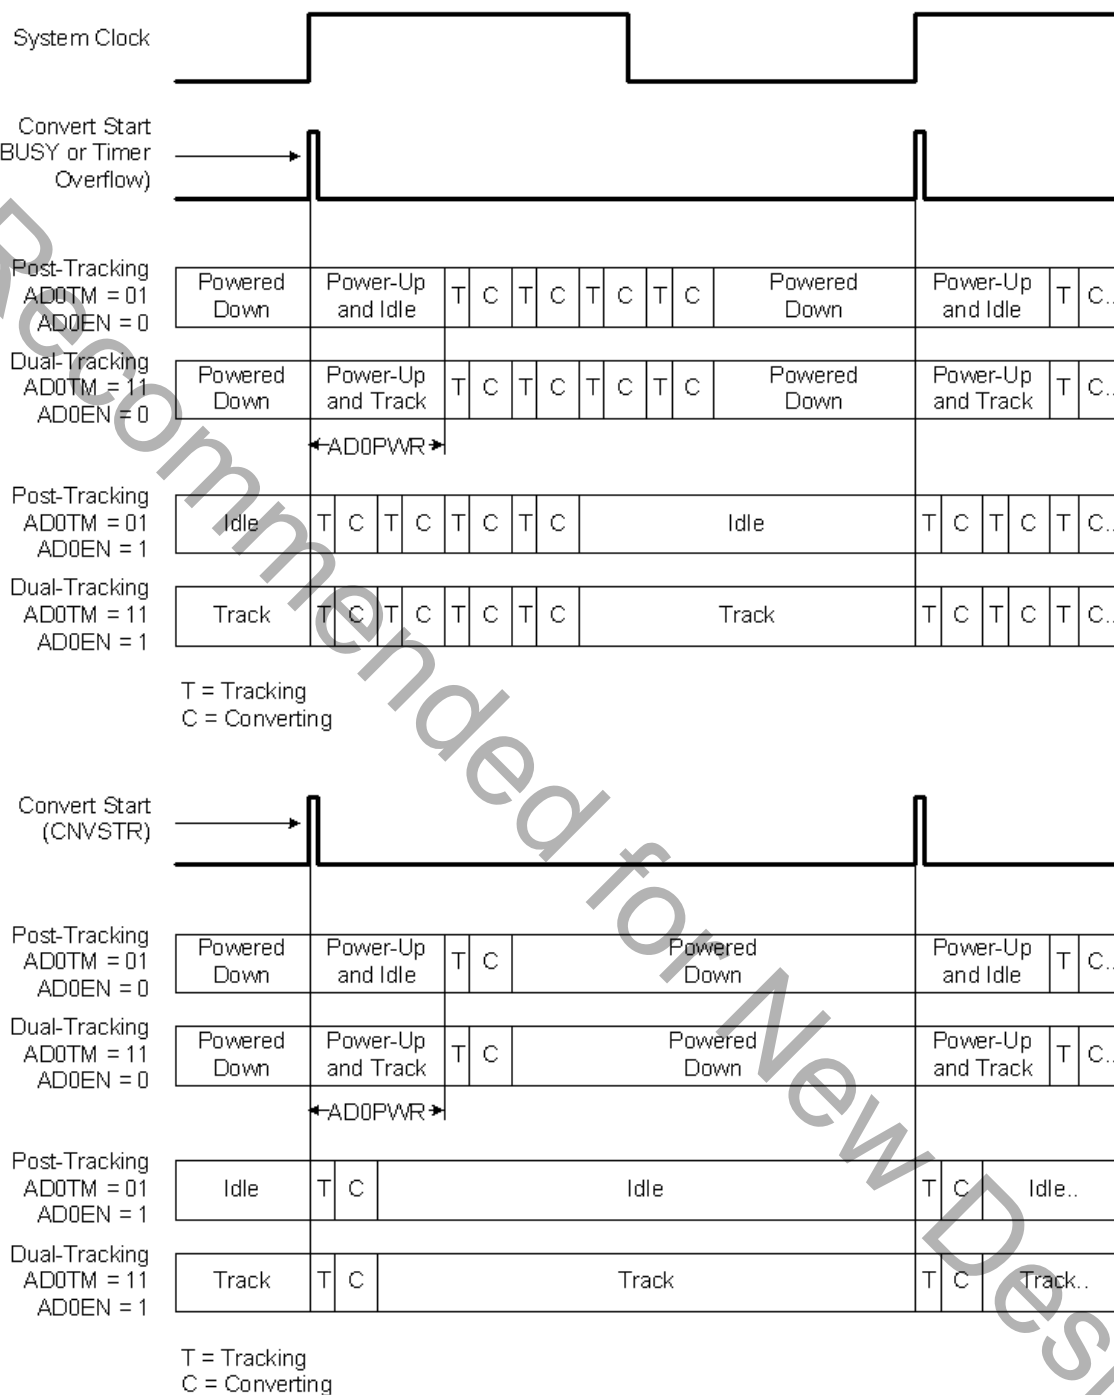 System Clock
Convert Start
BUSY or Timer
Overflow)
Post-Tracking
AD0TM = 01
AD0EN = 0
Powered
Down
Power-Up
and Idle
T C T C T C T C
Powered
Down
Power-Up
and Idle
T C..
Dual-Tracking
AD0TM = 11
AD0EN = 0
Powered
Down
Power-Up
and Track
T C T C T C T C
Powered
Down
Power-Up
and Track
T C..
AD0PWR
Post-Tracking
AD0TM = 01
AD0EN = 1
Idle
T C T C T C T C
Idle
T C T C T C..
Dual-Tracking
AD0TM = 11
AD0EN = 1
Track
T C T C T C T C
Track
T C T C T C..
T = Tracking
C = Converting
Convert Start
(CNVSTR)
Post-Tracking
AD0TM = 01
AD0EN = 0
Powered
Down
Power-Up
and Idle
T C
Powered
Down
Power-Up
and Idle
T C..
Dual-Tracking
AD0TM = 11
AD0EN = 0
Powered
Down
Power-Up
and Track
T C
Powered
Down
Power-Up
and Track
T C..
AD0PWR
Post-Tracking
AD0TM = 01
AD0EN = 1
Idle
T C
Idle
T C
Idle..
Dual-Tracking
AD0TM = 11
AD0EN = 1
Track
T C
Track
T C
Track..
T = Tracking
C = Converting
Recommended for New Desi